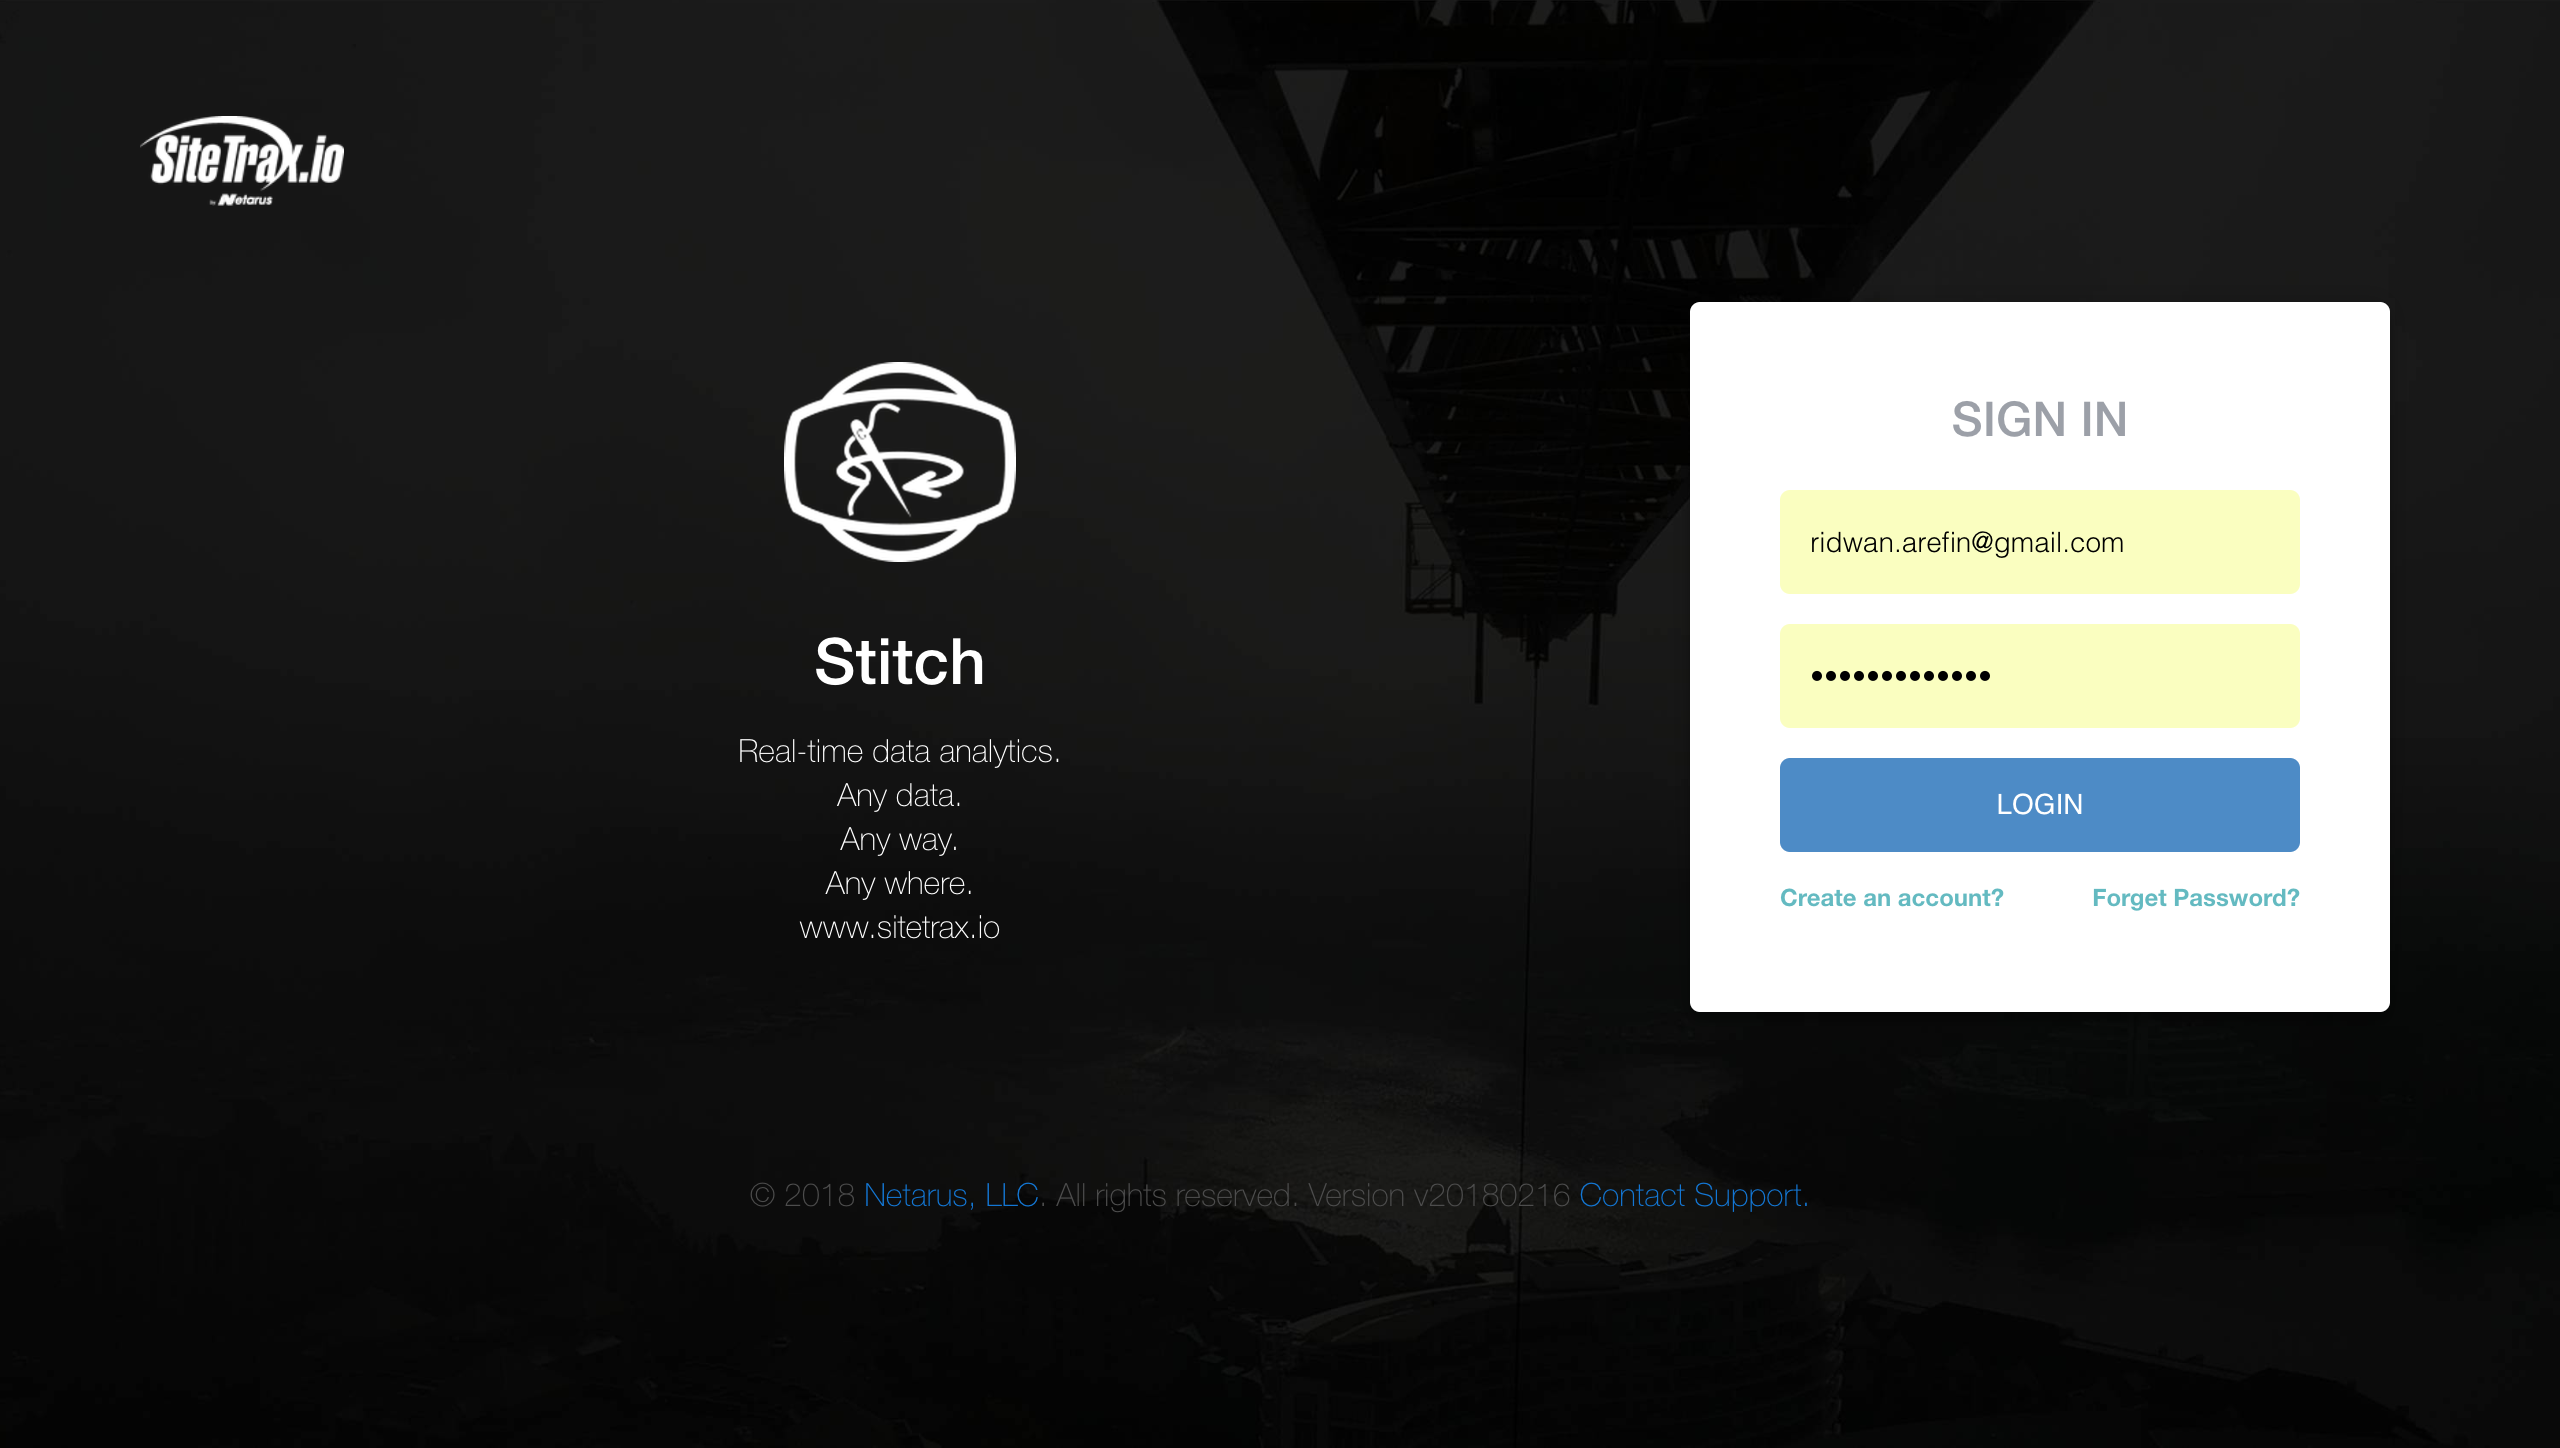 SiteTrax.io
by Netarus
Stitch
Real-time data analytics.
Any data.
Any way.
Any where.
www.sitetrax.io
SIGN IN
ridwan.arefin@gmail.com
•••••••••••••
LOGIN
Create an account? Forget Password?
© 2018 Netarus, LLC. All rights reserved. Version v20180216 Contact Support.